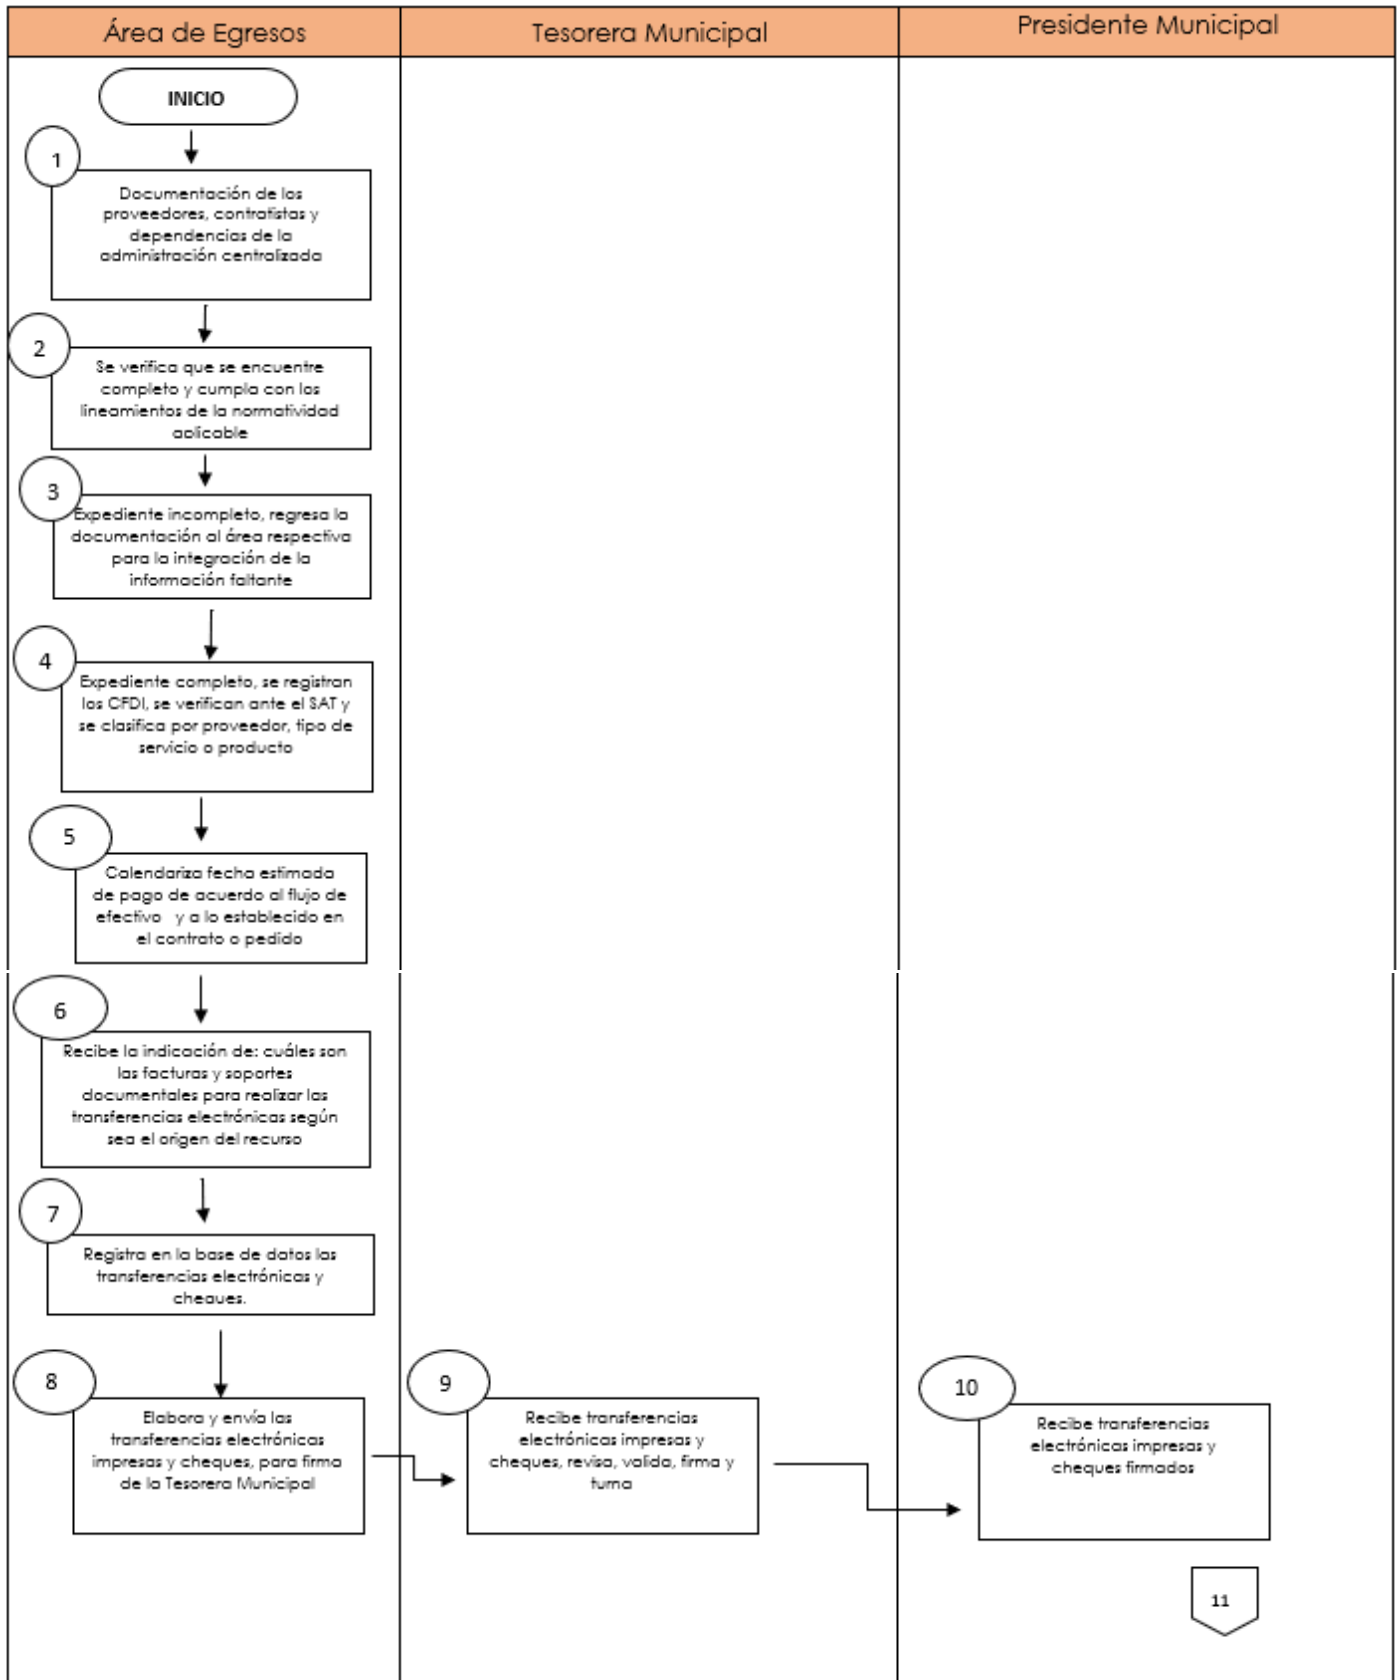 Área de Egresos
Tesorera Municipal
Presidente Municipal
INICIO
1
Documentación de los
proveedores, contratistas y
dependencias de la
administración centralizada
2
Se verifica que se encuentre
completo y cumpla con los
lineamientos de la normatividad
aplicable
3
Expediente incompleto, regresa la
documentación al área respectiva
para la integración de la
información faltante
4
Expediente completo, se registran
los CFDI, se verifican ante el SAT y
se clasifica por proveedor, tipo de
servicio o producto
5
Calendariza fecha estimada
de pago de acuerdo al flujo de
efectivo y a lo establecido en
el contrato o pedido
6
Recibe la indicación de: cuáles son
las facturas y soportes
documentales para realizar las
transferencias electrónicas según
sea el origen del recurso
7
Registra en la base de datos las
transferencias electrónicas y
cheques.
8
Elabora y envía las
transferencias electrónicas
impresas y cheques, para firma
de la Tesorera Municipal
9
Recibe transferencias
electrónicas impresas y
cheques, revisa, valida, firma y
turna
10
Recibe transferencias
electrónicas impresas y
cheques firmados
11